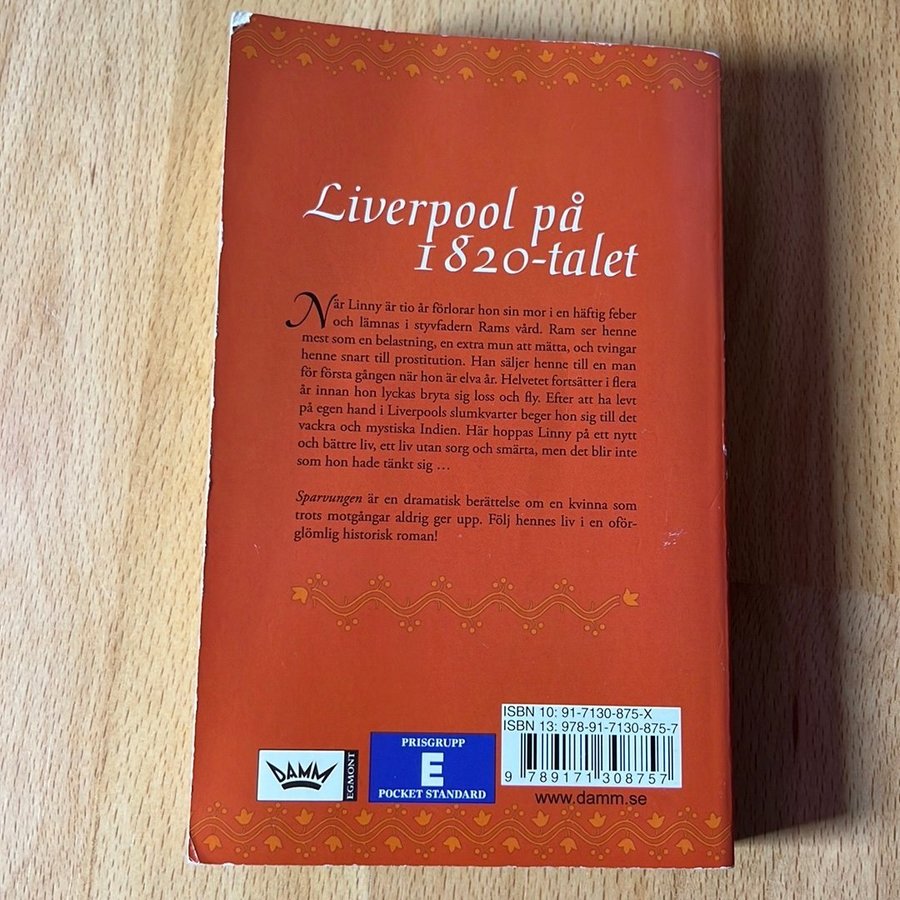 Liverpool på
1820-talet
När Linny är tio år förlorar hon sin mor i en häftig feber
och lämnas i styvfadern Rams vård. Ram ser henne
mest som en belastning, en extra mun att mätta, och tvingar
henne snart till prostitution. Han säljer henne till en man
för första gången när hon är elva år. Helvetet fortsätter i flera
år innan hon lyckas bryta sig loss och fly. Efter att ha levt
på egen hand i Liverpools slumkvarter beger hon sig till det
vackra och mystiska Indien. Här hoppas Linny på ett nytt
och bättre liv, ett liv utan sorg och smärta, men det blir inte
som hon hade tänkt sig ...
Sparvungen är en dramatisk berättelse om en kvinna som
trots motgångar aldrig ger upp. Följ hennes liv i en oför-
glömlig historisk roman!
ISBN 10: 91-7130-875-X
ISBN 13: 978-91-7130-875-7
9 789171 308757
www.damm.se
DAMM
EGMONT
PRISGRUPP
E
POCKET STANDARD